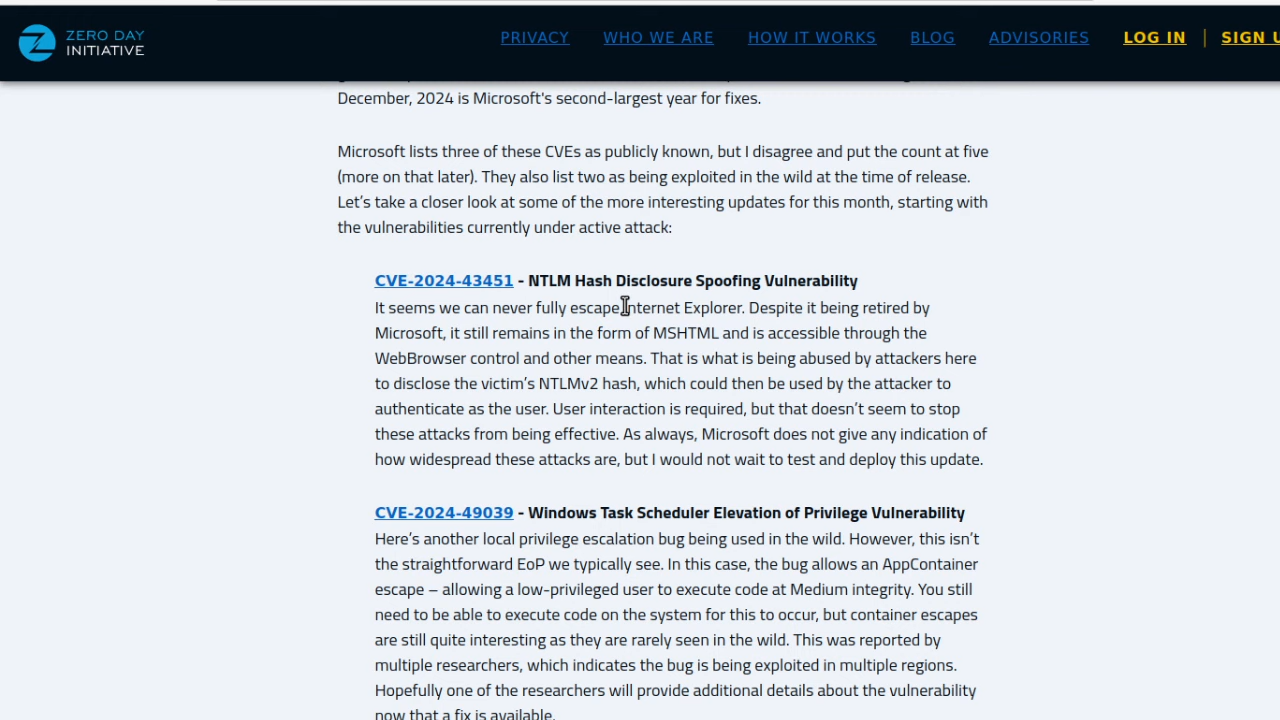 ZERO DAY
INITIATIVE
PRIVACY WHO WE ARE HOW IT WORKS BLOG ADVISORIES LOG IN | SIGN U
December, 2024 is Microsoft's second-largest year for fixes.
Microsoft lists three of these CVEs as publicly known, but I disagree and put the count at five
(more on that later). They also list two as being exploited in the wild at the time of release.
Let’s take a closer look at some of the more interesting updates for this month, starting with
the vulnerabilities currently under active attack:
CVE-2024-43451 - NTLM Hash Disclosure Spoofing Vulnerability
It seems we can never fully escape Internet Explorer. Despite it being retired by
Microsoft, it still remains in the form of MSHTML and is accessible through the
WebBrowser control and other means. That is what is being abused by attackers here
to disclose the victim’s NTLMv2 hash, which could then be used by the attacker to
authenticate as the user. User interaction is required, but that doesn’t seem to stop
these attacks from being effective. As always, Microsoft does not give any indication of
how widespread these attacks are, but I would not wait to test and deploy this update.
CVE-2024-49039 - Windows Task Scheduler Elevation of Privilege Vulnerability
Here’s another local privilege escalation bug being used in the wild. However, this isn’t
the straightforward EoP we typically see. In this case, the bug allows an AppContainer
escape – allowing a low-privileged user to execute code at Medium integrity. You still
need to be able to execute code on the system for this to occur, but container escapes
are still quite interesting as they are rarely seen in the wild. This was reported by
multiple researchers, which indicates the bug is being exploited in multiple regions.
Hopefully one of the researchers will provide additional details about the vulnerability
now that a fix is available.